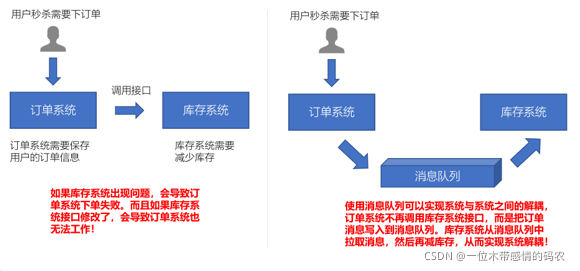 用户秒杀需要下订单
订单系统
调用接口
库存系统
订单系统需要保存
用户的订单信息
库存系统需要
减少库存
如果库存系统出现问题，会导致订
单系统下单失败。而且如果库存系
统接口修改了，会导致订单系统也
无法工作！
用户秒杀需要下订单
订单系统
库存系统
消息队列
使用消息队列可以实现系统与系统之间的解耦，
订单系统不再调用库存系统接口，而是把订单
消息写入到消息队列。库存系统从消息队列中
拉取消息，然后再减库存，从而实现系统解耦！
CSDN @一位木带感情的码农